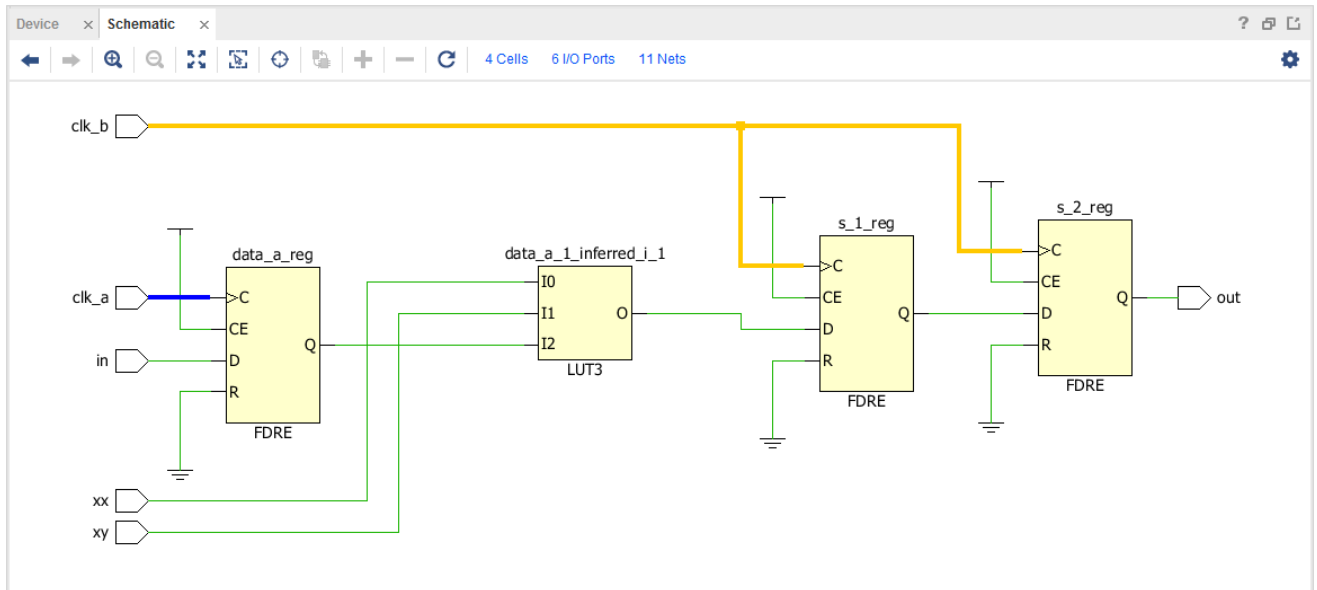 Device × Schematic × ?
4 Cells 6 I/O Ports 11 Nets
clk_b
s_2_reg
s_1_reg
C
data_a_reg
data_a_1_inferred_i_1
C
CE
I0
clk_a
C
CE
Q
out
I1
O
Q
D
CE
D
Q
I2
R
in
D
R
LUT3
FDRE
R
FDRE
FDRE
xx
xy